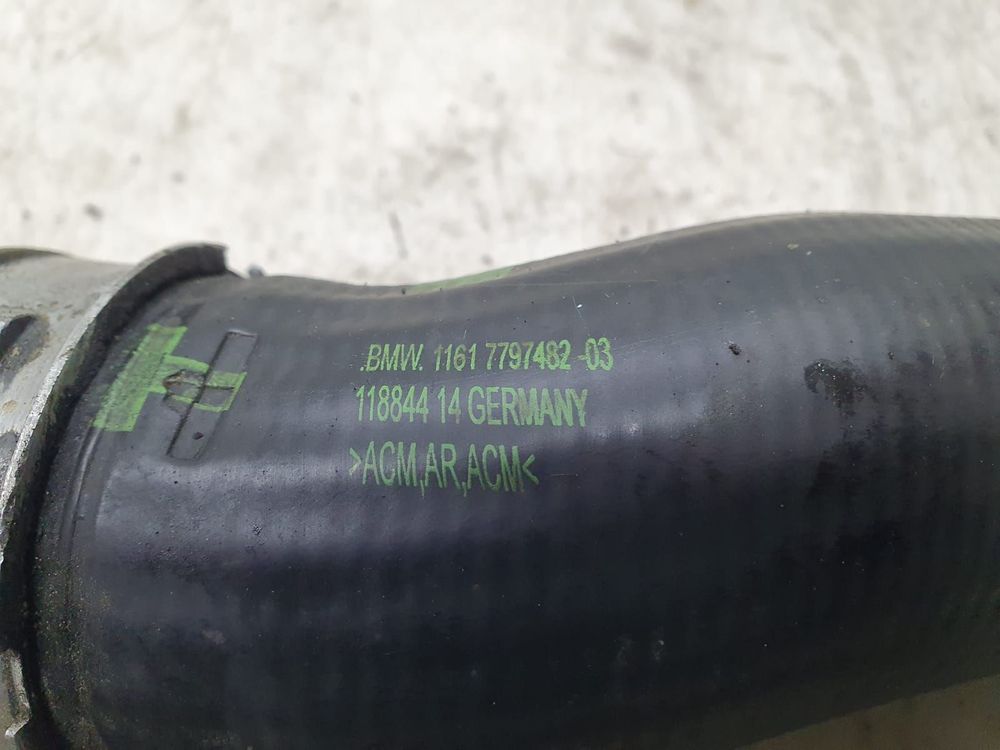 .BMW. 1161 7797482 -03
118844 14 GERMANY
>ACM,AR,ACM<